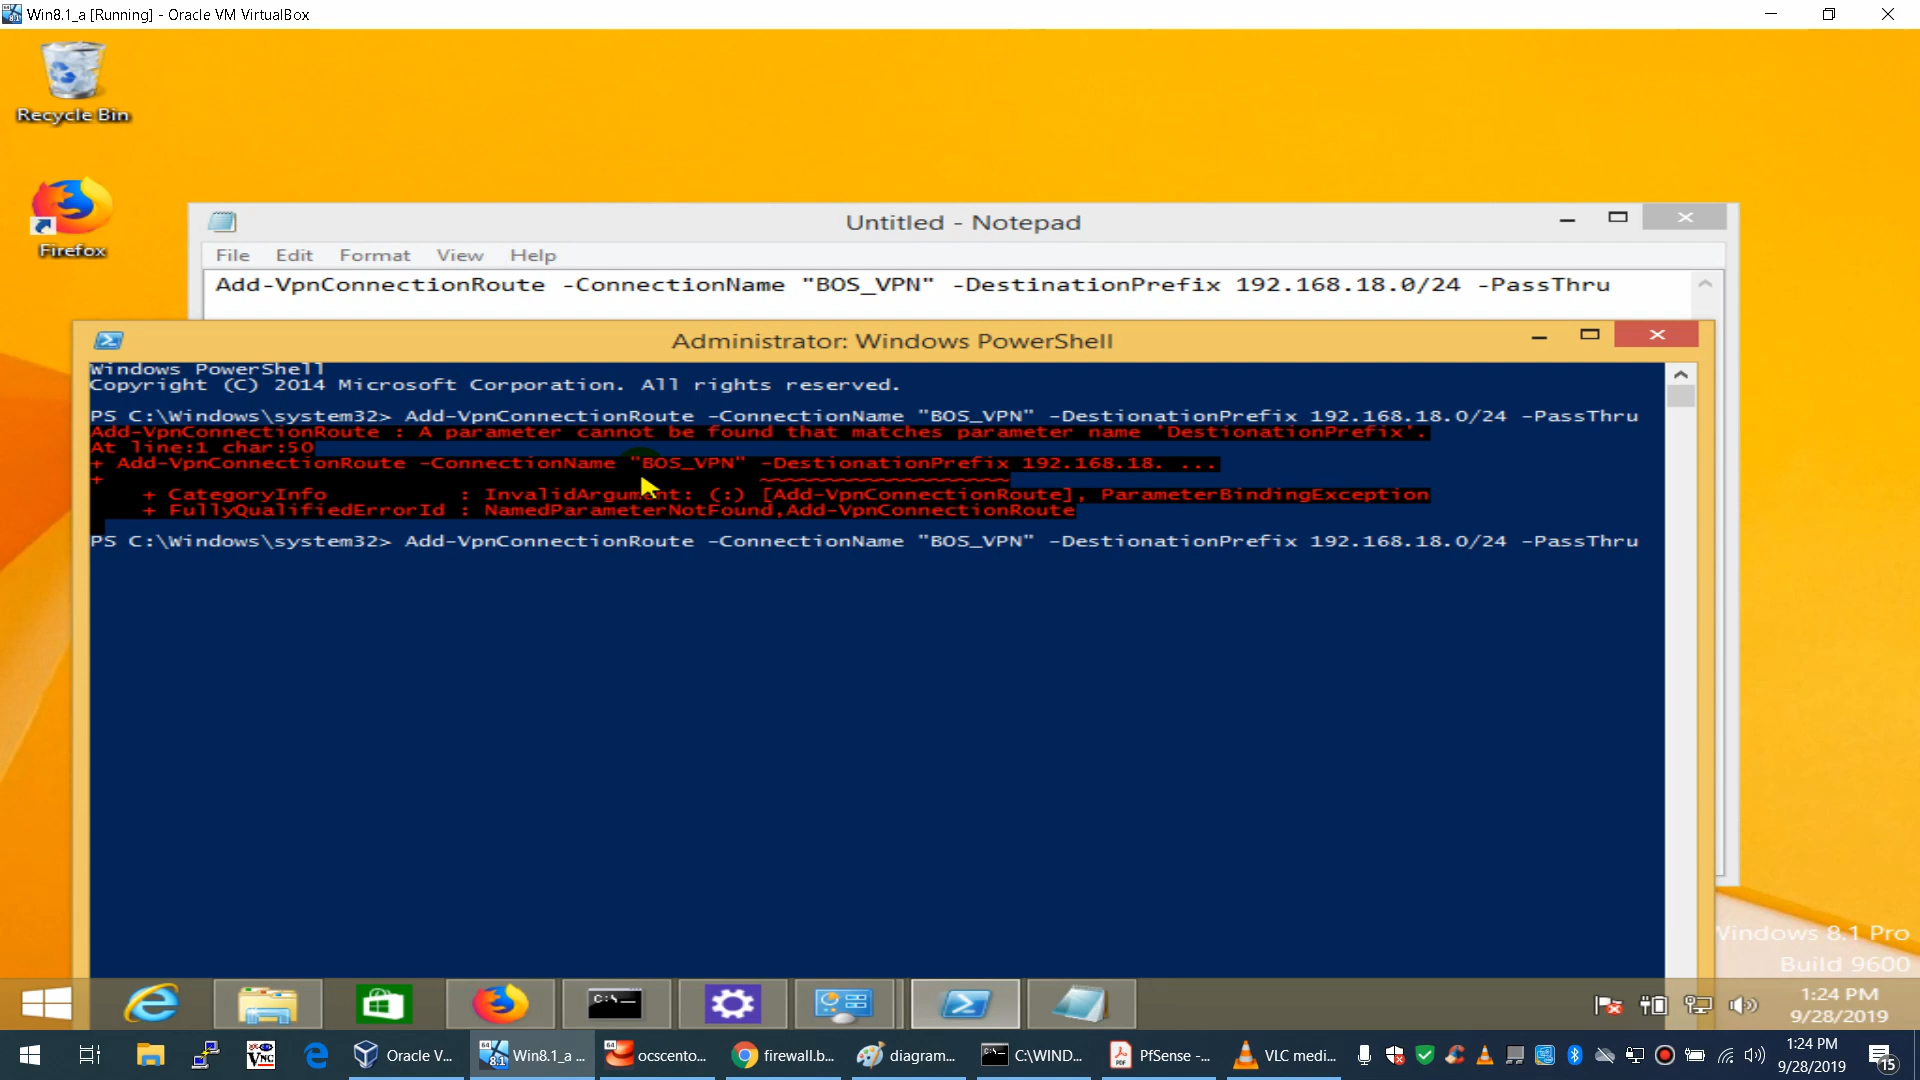 Win8.1_a [Running] - Oracle VM VirtualBox
Recycle Bin
Firefox
Untitled - Notepad
File Edit Format View Help
Add-VpnConnectionRoute -ConnectionName "BOS_VPN" -DestinationPrefix 192.168.18.0/24 -PassThru
Administrator: Windows PowerShell
Windows PowerShell
Copyright (C) 2014 Microsoft Corporation. All rights reserved.
PS C:\Windows\system32> Add-VpnConnectionRoute -ConnectionName "BOS_VPN" -DestionationPrefix 192.168.18.0/24 -PassThru
Add-VpnConnectionRoute : A parameter cannot be found that matches parameter name 'DestionationPrefix'.
At line:1 char:50
+ Add-VpnConnectionRoute -ConnectionName "BOS_VPN" -DestionationPrefix 192.168.18. ...
+ ~~~~~~~~~~~~~~~~~~~
+ CategoryInfo : InvalidArgument: (:) [Add-VpnConnectionRoute], ParameterBindingException
+ FullyQualifiedErrorId : NamedParameterNotFound,Add-VpnConnectionRoute
PS C:\Windows\system32> Add-VpnConnectionRoute -ConnectionName "BOS_VPN" -DestionationPrefix 192.168.18.0/24 -PassThru
Windows 8.1 Pro
Build 9600
1:24 PM
9/28/2019
Oracle V...
Win8.1_a ...
ocscento...
firewall.b...
diagram...
C:\WIND...
PfSense -...
VLC medi...
1:24 PM
9/28/2019
15